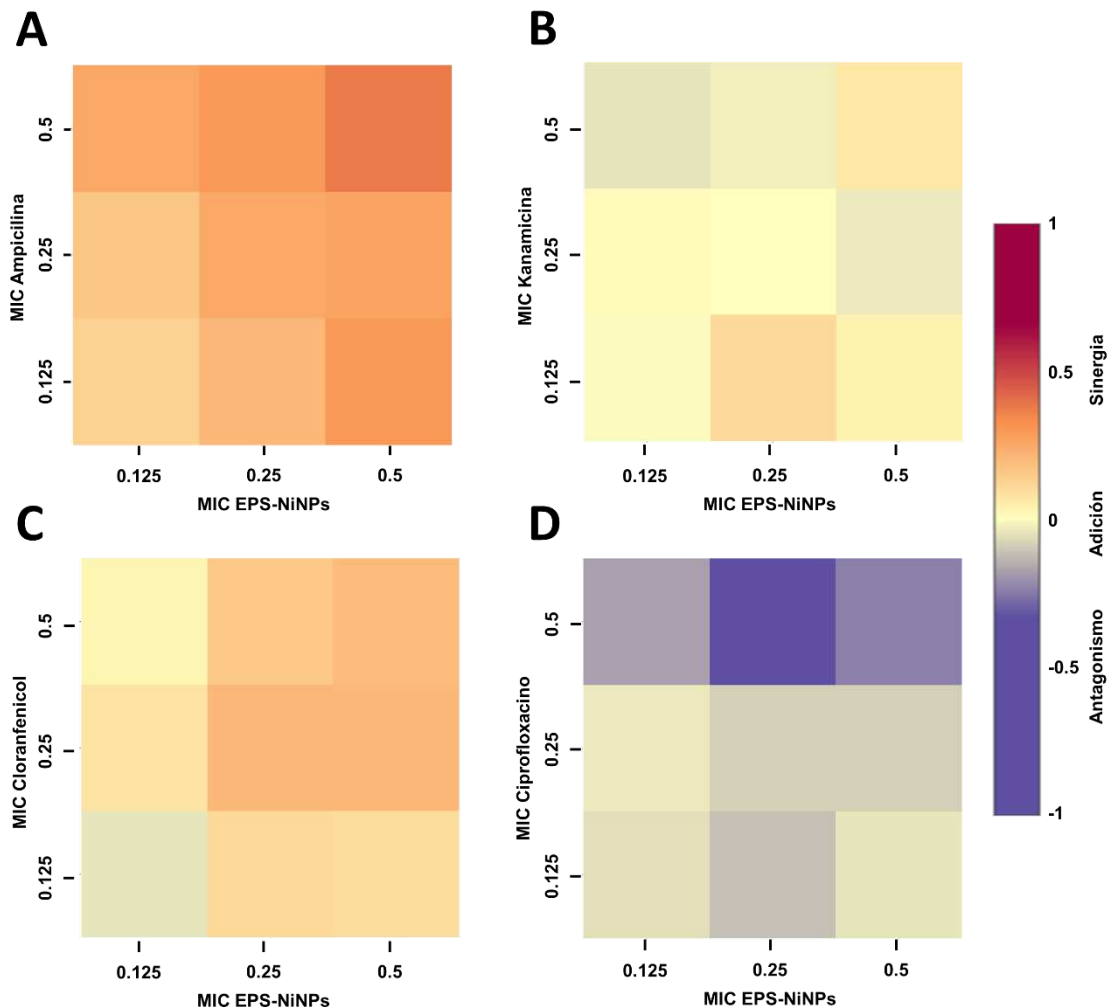 A
MIC Ampicilina
0.5
0.25
0.125
0.125 0.25 0.5
MIC EPS-NiNPs
B
MIC Kanamicina
0.5
0.25
0.125
0.125 0.25 0.5
MIC EPS-NiNPs
C
MIC Cloranfenicol
0.5
0.25
0.125
0.125 0.25 0.5
MIC EPS-NiNPs
D
MIC Ciprofloxacino
0.5
0.25
0.125
0.125 0.25 0.5
MIC EPS-NiNPs
1
0.5
0
-0.5
-1
Sinergia
Adición
Antagonismo